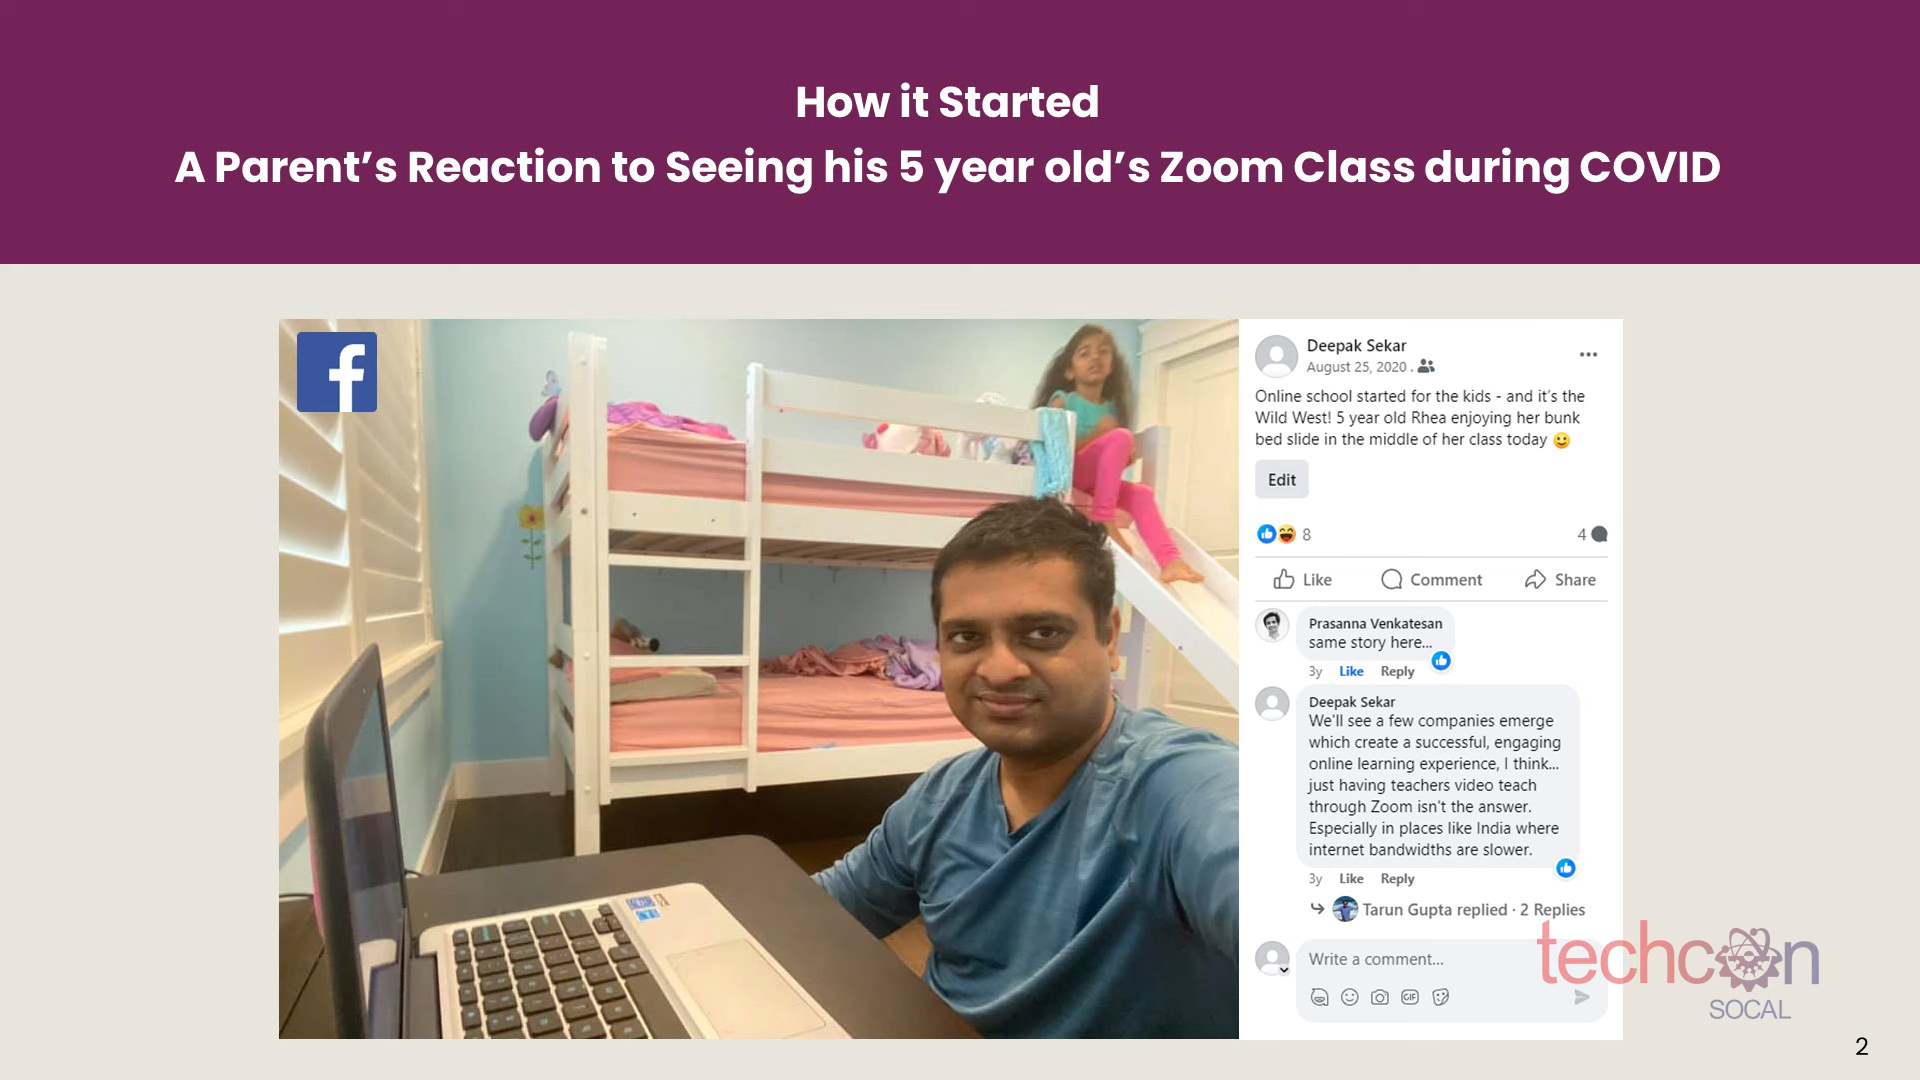 How it Started
A Parent’s Reaction to Seeing his 5 year old’s Zoom Class during COVID
f
Deepak Sekar
August 25, 2020 .
Online school started for the kids - and it’s the
Wild West! 5 year old Rhea enjoying her bunk
bed slide in the middle of her class today
Edit
8
4
Like Comment Share
Prasanna Venkatesan
same story here...
3y Like Reply
Deepak Sekar
We'll see a few companies emerge
which create a successful, engaging
online learning experience, I think...
just having teachers video teach
through Zoom isn't the answer.
Especially in places like India where
internet bandwidths are slower.
3y Like Reply
Tarun Gupta replied · 2 Replies
Write a comment...
GIF
techcon
SOCAL
2